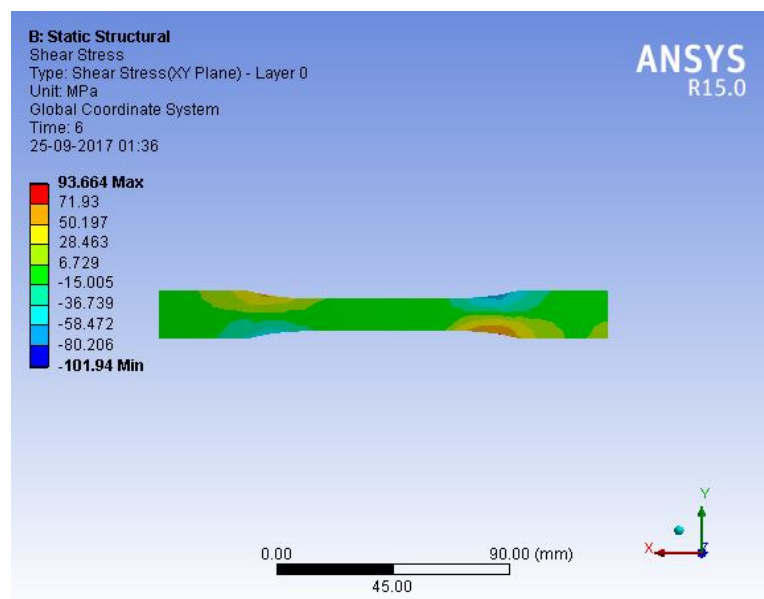 B: Static Structural
Shear Stress
Type: Shear Stress(XY Plane) - Layer 0
Unit: MPa
Global Coordinate System
Time: 6
25-09-2017 01:36
ANSYS
R15.0
93.664 Max
71.93
50.197
28.463
6.729
-15.005
-36.739
-58.472
-80.206
-101.94 Min
Y
X
Z
0.00
90.00 (mm)
45.00